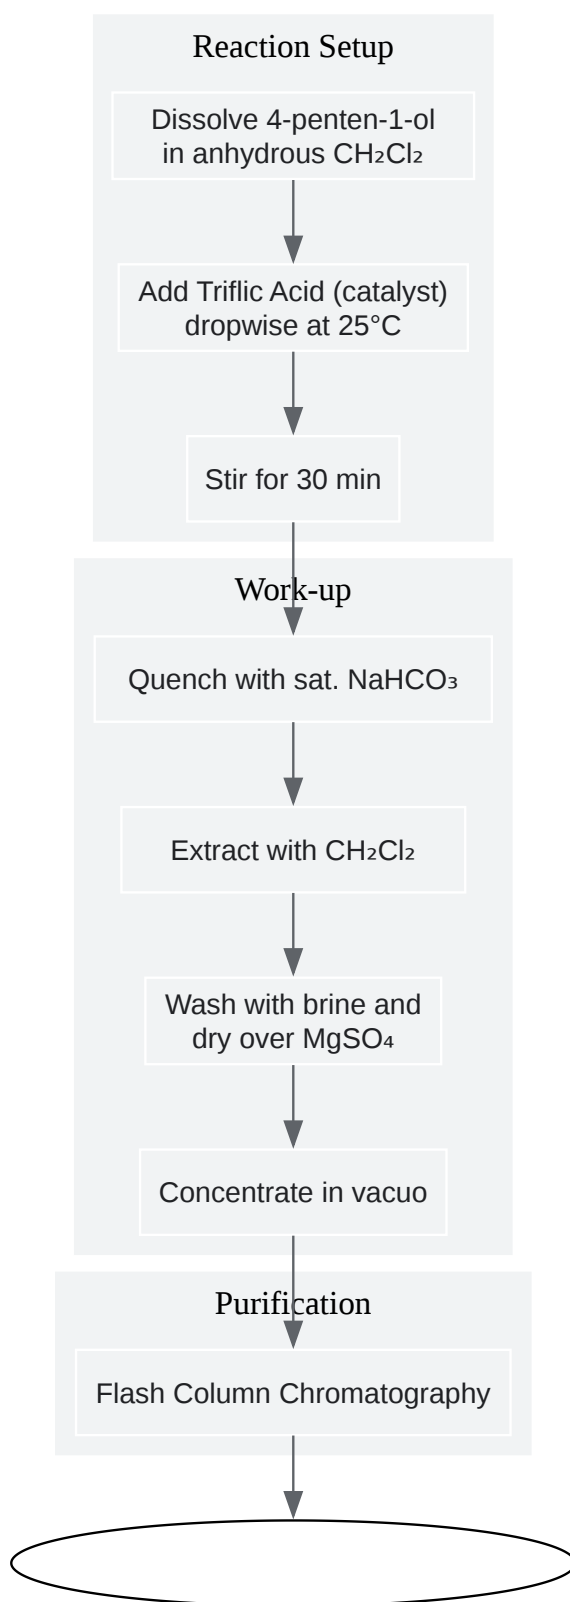 Reaction Setup
Dissolve 4-penten-1-ol
in anhydrous CH₂Cl₂
Add Triflic Acid (catalyst)
dropwise at 25°C
Stir for 30 min
Work-up
Quench with sat. NaHCO₃
Extract with CH₂Cl₂
Wash with brine and
dry over MgSO₄
Concentrate in vacuo
Purification
Flash Column Chromatography